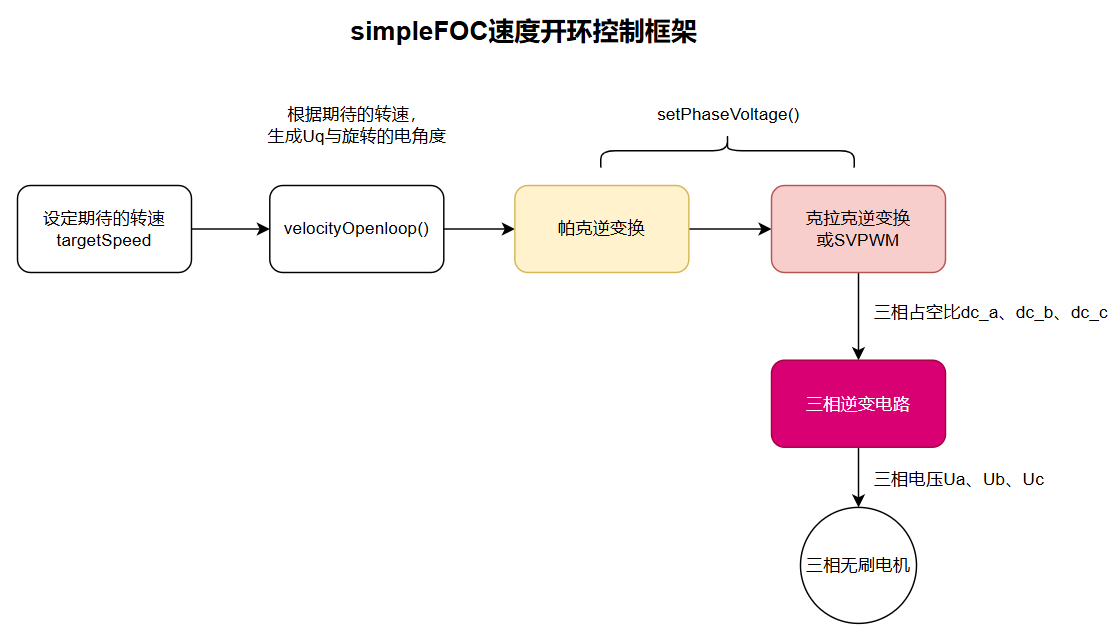 simpleFOC速度开环控制框架
根据期待的转速，
生成Uq与旋转的电角度
setPhaseVoltage()
设定期待的转速
targetSpeed
velocityOpenloop()
帕克逆变换
克拉克逆变换
或SVPWM
三相占空比dc_a、dc_b、dc_c
三相逆变电路
三相电压Ua、Ub、Uc
三相无刷电机